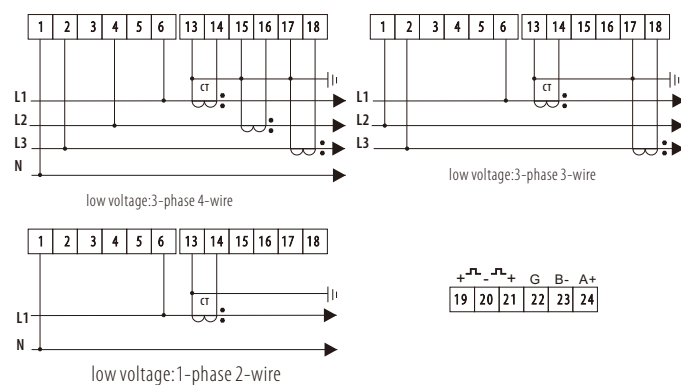 1 2 3 4 5 6 13 14 15 16 17 18
CT
L1
L2
L3
N
low voltage:3-phase 4-wire
1 2 3 4 5 6 13 14 15 16 17 18
CT
L1
L2
L3
low voltage:3-phase 3-wire
1 2 3 4 5 6 13 14 15 16 17 18
CT
L1
N
low voltage:1-phase 2-wire
+ - + G B- A+
19 20 21 22 23 24